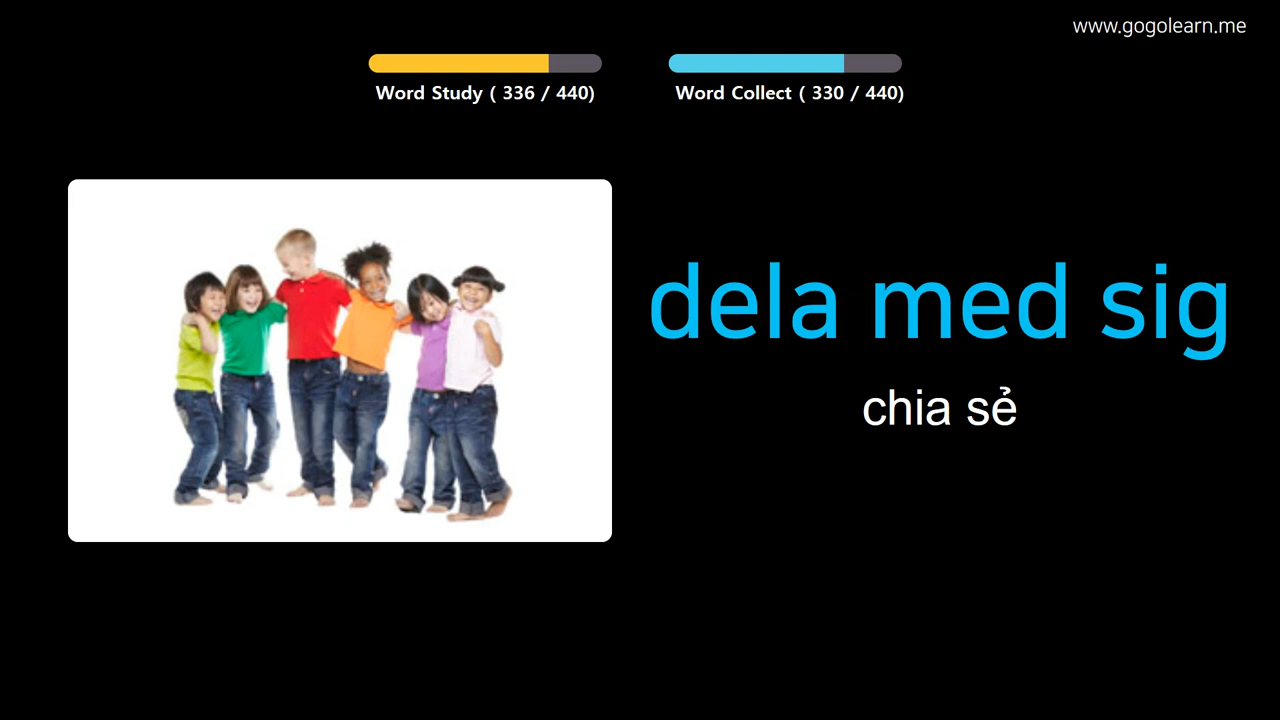 www.gogolearn.me
Word Study ( 336 / 440)
Word Collect ( 330 / 440)
dela med sig
chia sẻ